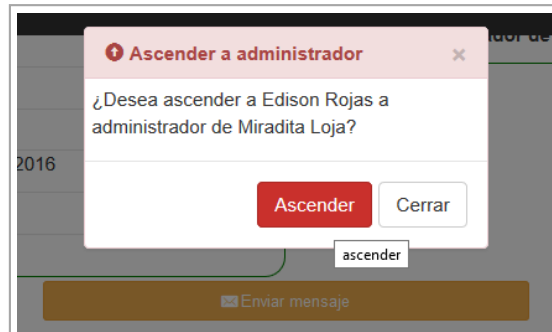 Ascender a administrador
×
¿Desea ascender a Edison Rojas a
administrador de Miradita Loja?
2016
Ascender
Cerrar
ascender
Enviar mensaje